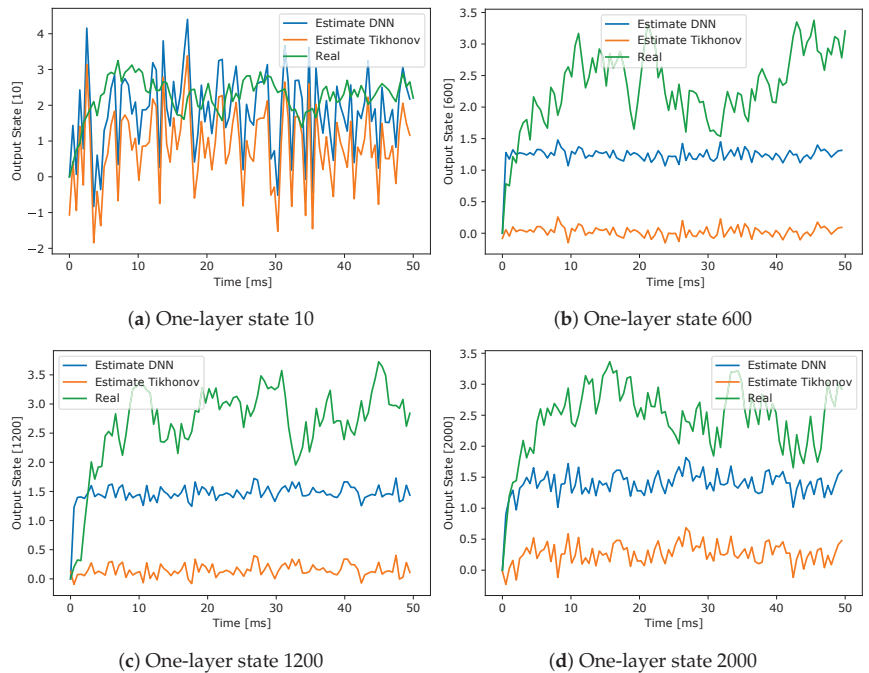 Estimate DNN
Estimate Tikhonov
Real
4
3
2
1
0
−1
−2
Output State [10]
0
10
20
30
40
50
Time [ms]
(a) One-layer state 10
Estimate DNN
Estimate Tikhonov
Real
3.5
3.0
2.5
2.0
1.5
1.0
0.5
0.0
Output State [600]
0
10
20
30
40
50
Time [ms]
(b) One-layer state 600
Estimate DNN
Estimate Tikhonov
Real
3.5
3.0
2.5
2.0
1.5
1.0
0.5
0.0
Output State [1200]
0
10
20
30
40
50
Time [ms]
(c) One-layer state 1200
Estimate DNN
Estimate Tikhonov
Real
3.5
3.0
2.5
2.0
1.5
1.0
0.5
0.0
Output State [2000]
0
10
20
30
40
50
Time [ms]
(d) One-layer state 2000